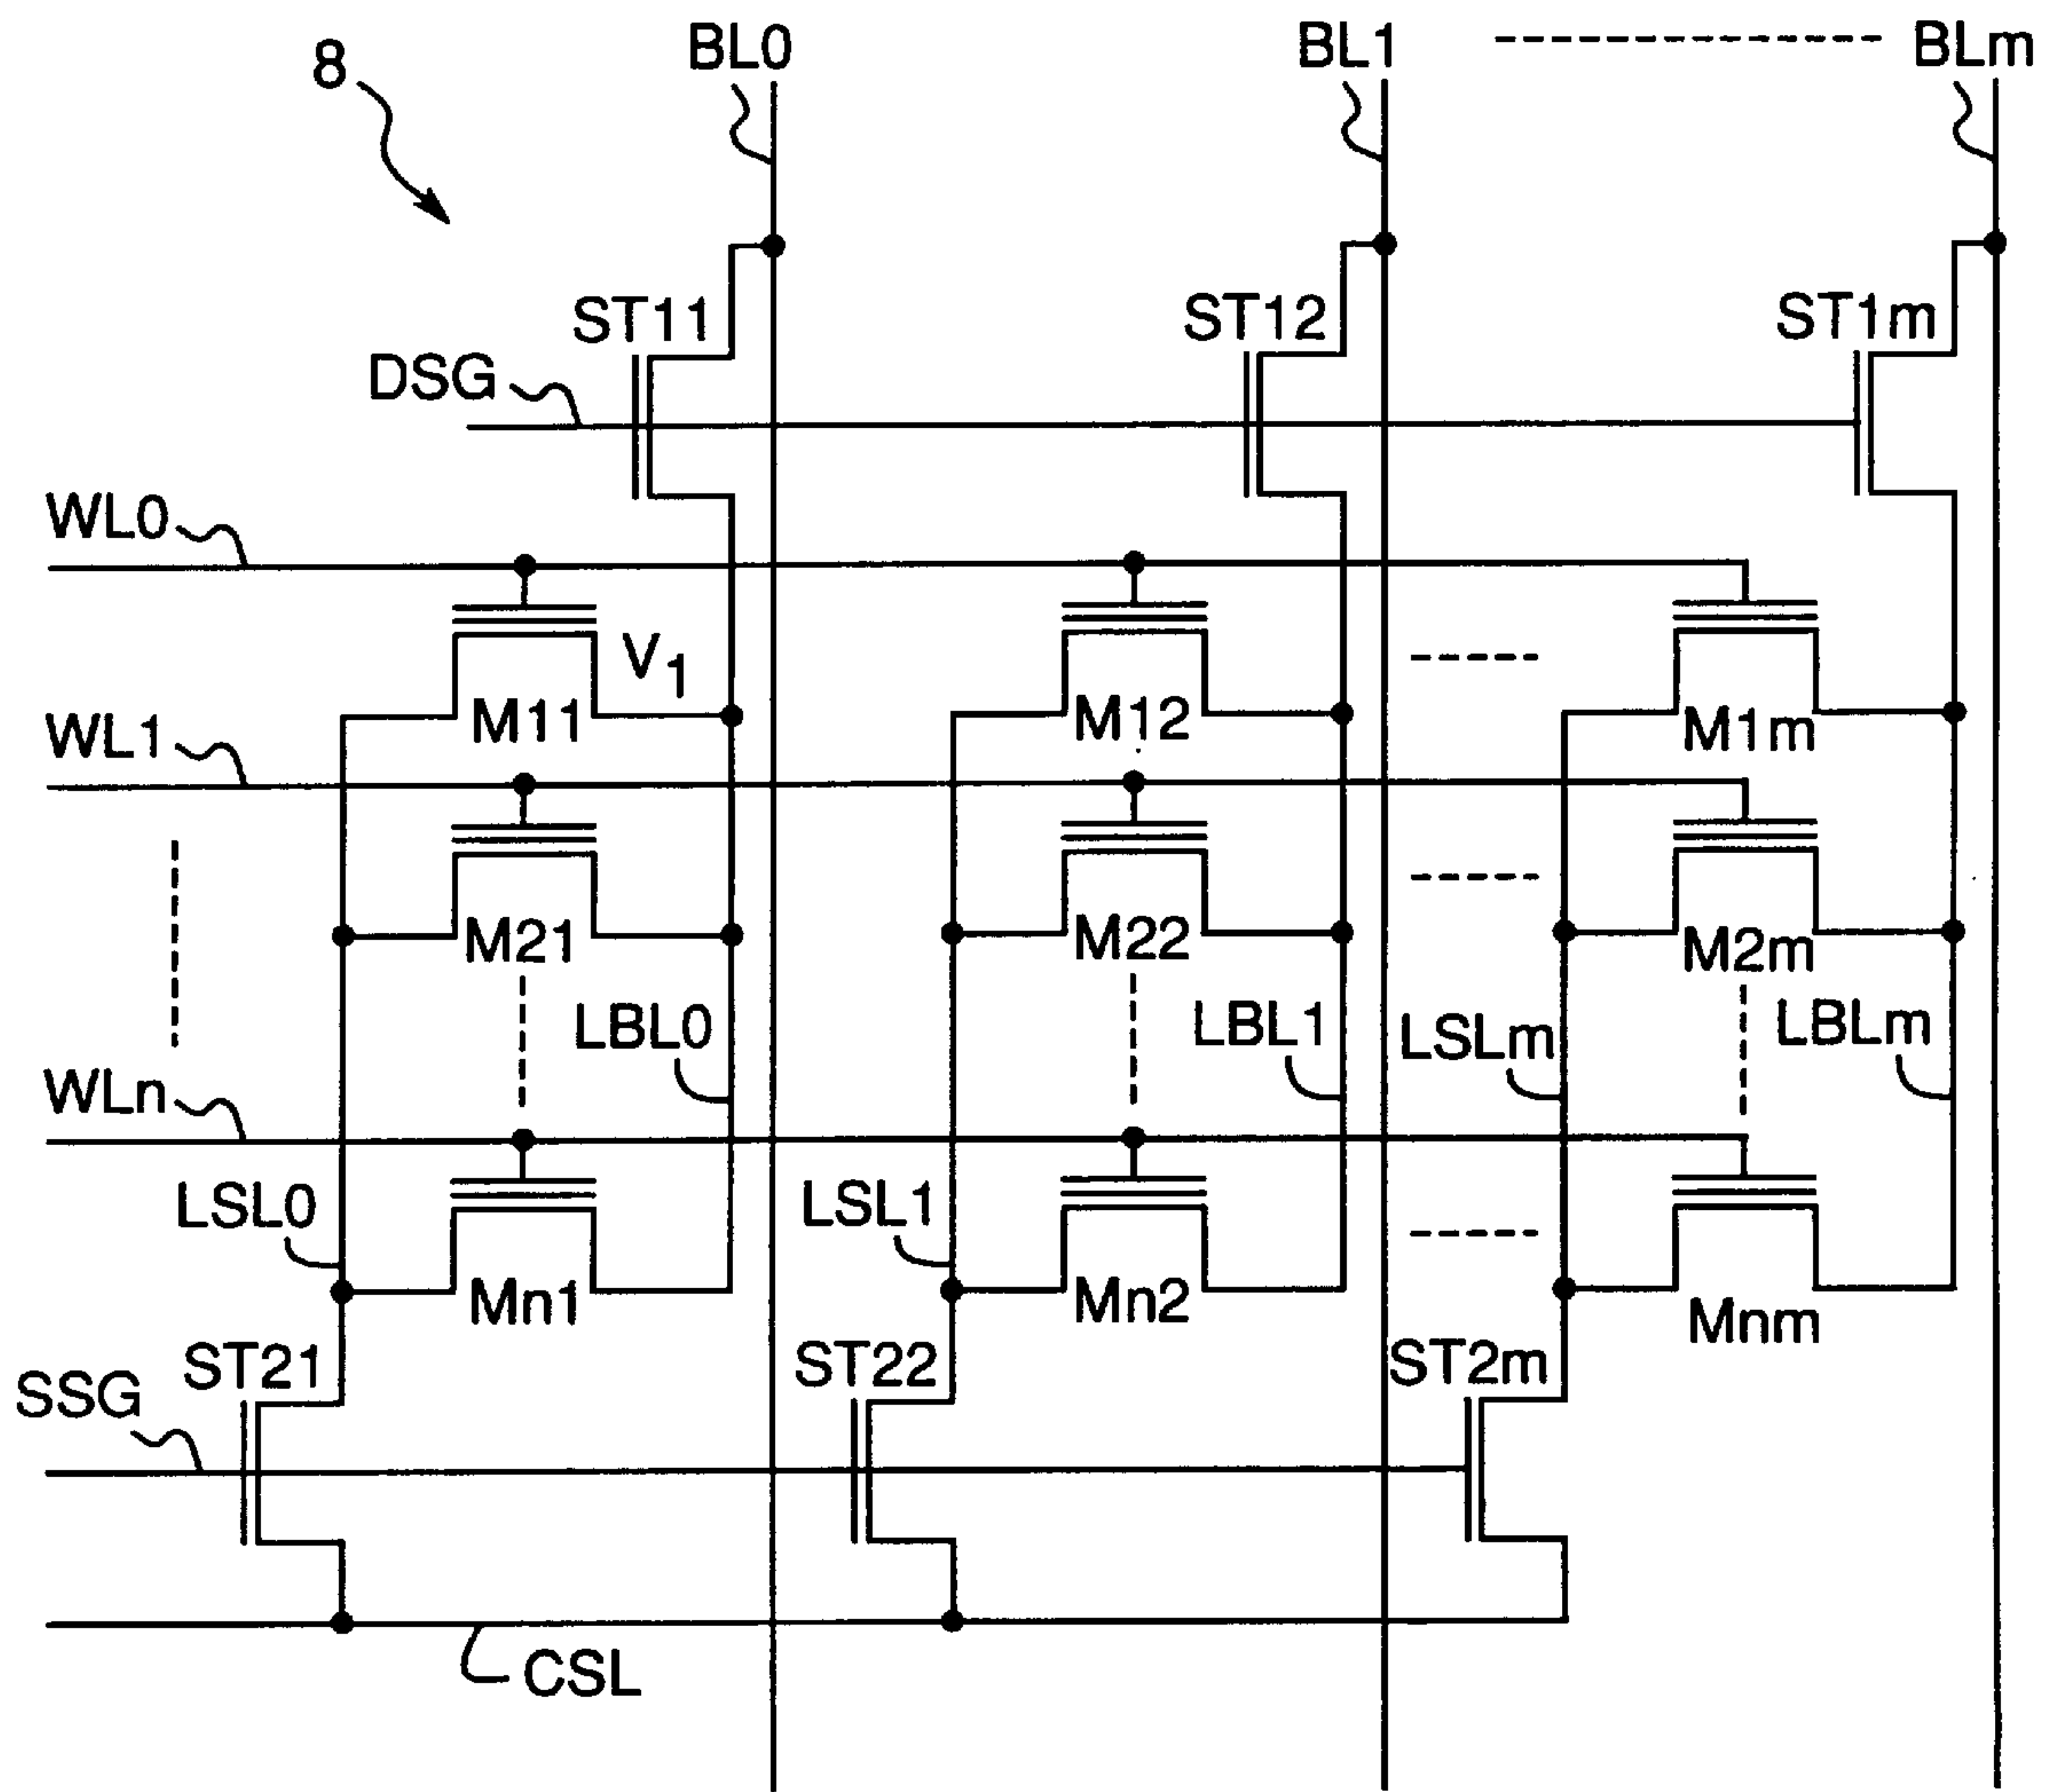 8
BL0
BL1
BLm
ST11
ST12
ST1m
DSG
WL0
V1
M11
M12
M1m
WL1
M21
M22
M2m
LBL0
LBL1
LSLm
LBLm
WLn
LSL0
LSL1
Mn1
Mn2
Mnm
ST21
ST22
ST2m
SSG
CSL